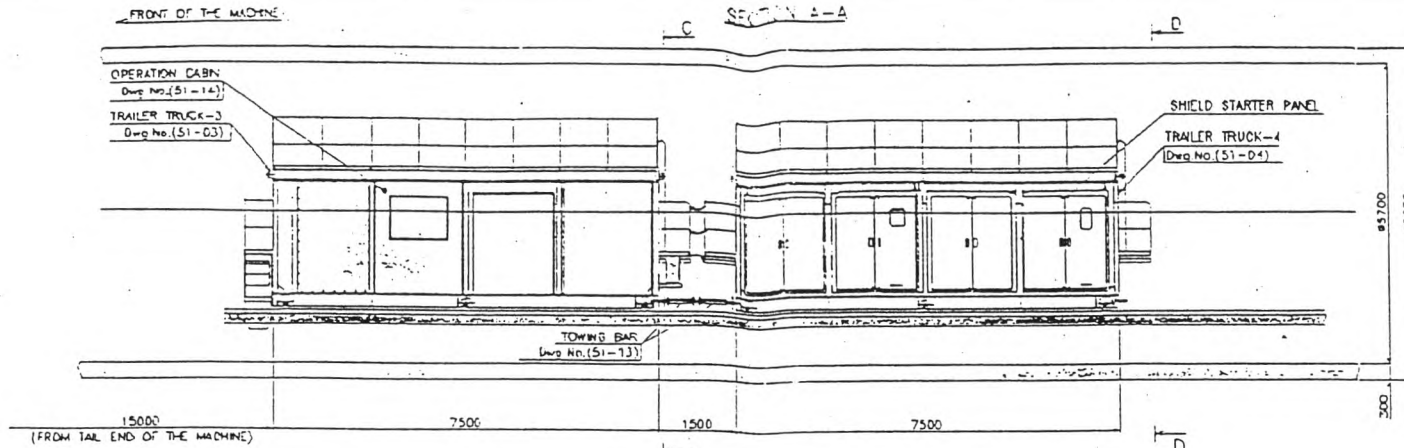 FRONT OF THE MACHINE
SECTION A-A
C
D
OPERATION CABIN
Dwg No.(51-14)
TRAILER TRUCK-3
Dwg No.(51-03)
SHIELD STARTER PANEL
TRAILER TRUCK-4
Dwg No.(51-04)
ø5700
TOWING BAR
Dwg No.(51-13)
300
15000
7500
1500
7500
(FROM TAIL END OF THE MACHINE)
D